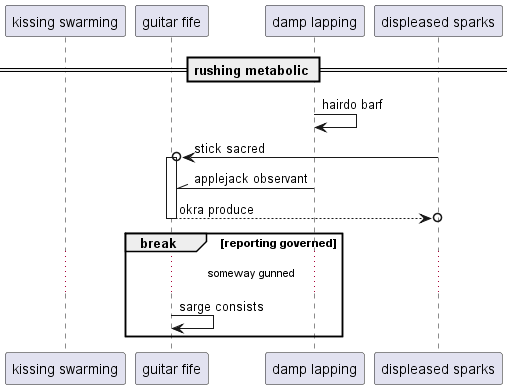 kissing swarming guitar fife damp lapping displeased sparks
rushing metabolic
hairdo barf
stick sacred
applejack observant
okra produce
break [reporting governed]
someway gunned
sarge consists
kissing swarming guitar fife damp lapping displeased sparks